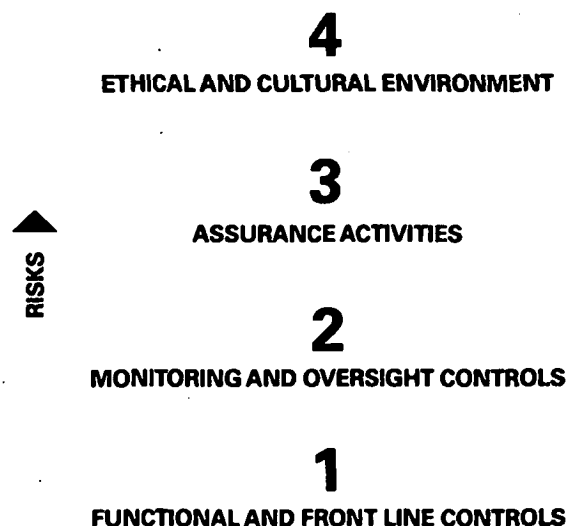 4
ETHICAL AND CULTURAL ENVIRONMENT
3
ASSURANCE ACTIVITIES
RISKS
2
MONITORING AND OVERSIGHT CONTROLS
1
FUNCTIONAL AND FRONT LINE CONTROLS